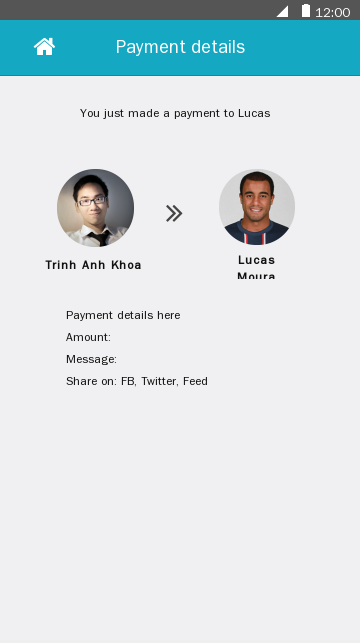 12:00
Payment details
You just made a payment to Lucas
Trinh Anh Khoa
Lucas
Moura
Payment details here
Amount:
Message:
Share on: FB, Twitter, Feed